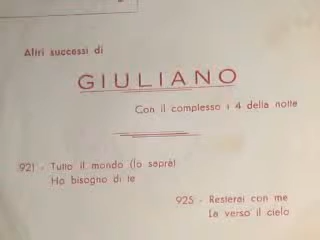 Altri successi di
GIULIANO
Con il complesso i 4 della notte
921 - Tutto il mondo (lo saprà)
Ho bisogno di te
925 - Resterai con me
Là verso il cielo